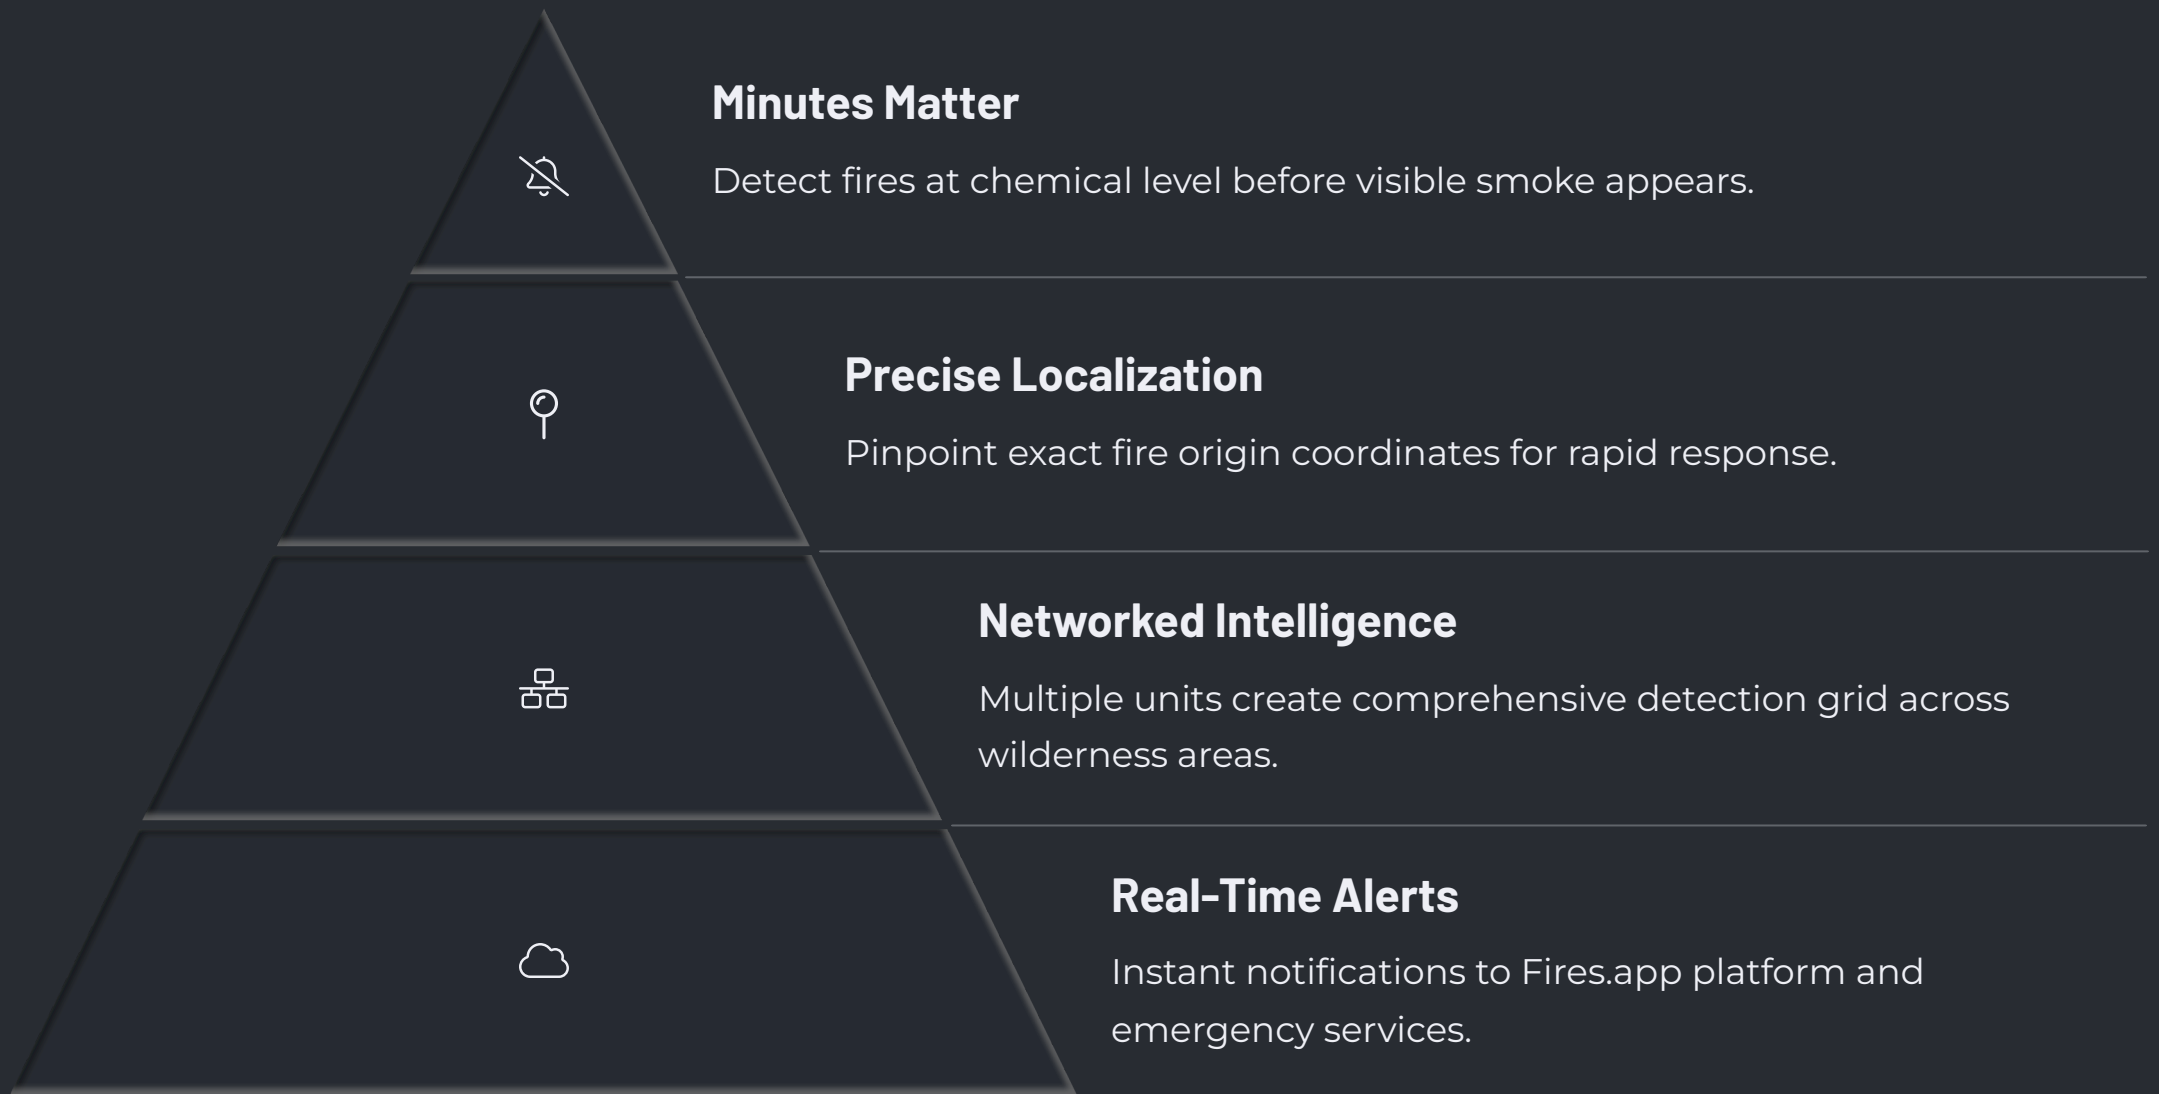 Minutes Matter
Detect fires at chemical level before visible smoke appears.
Precise Localization
Pinpoint exact fire origin coordinates for rapid response.
Networked Intelligence
Multiple units create comprehensive detection grid across
wilderness areas.
Real-Time Alerts
Instant notifications to Fires.app platform and
emergency services.